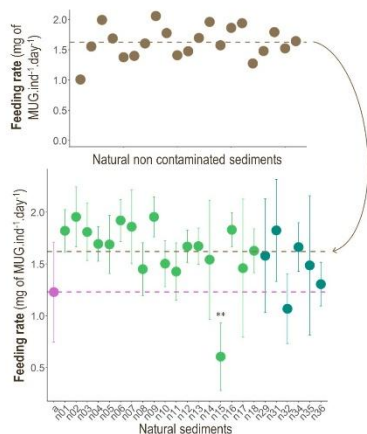 Feeding rate (mg of
MUG.ind⁻¹.day⁻¹)
2.0
1.5
1.0
0.5
0.0
Natural non contaminated sediments
Feeding rate (mg of MUG.ind⁻¹.day⁻¹)
2.0
1.5
1.0
0.5
**
a n01 n02 n03 n04 n05 n06 n07 n08 n09 n10 n11 n12 n13 n14 n15 n16 n17 n18 n29 n31 n32 n34 n35 n36
Natural sediments